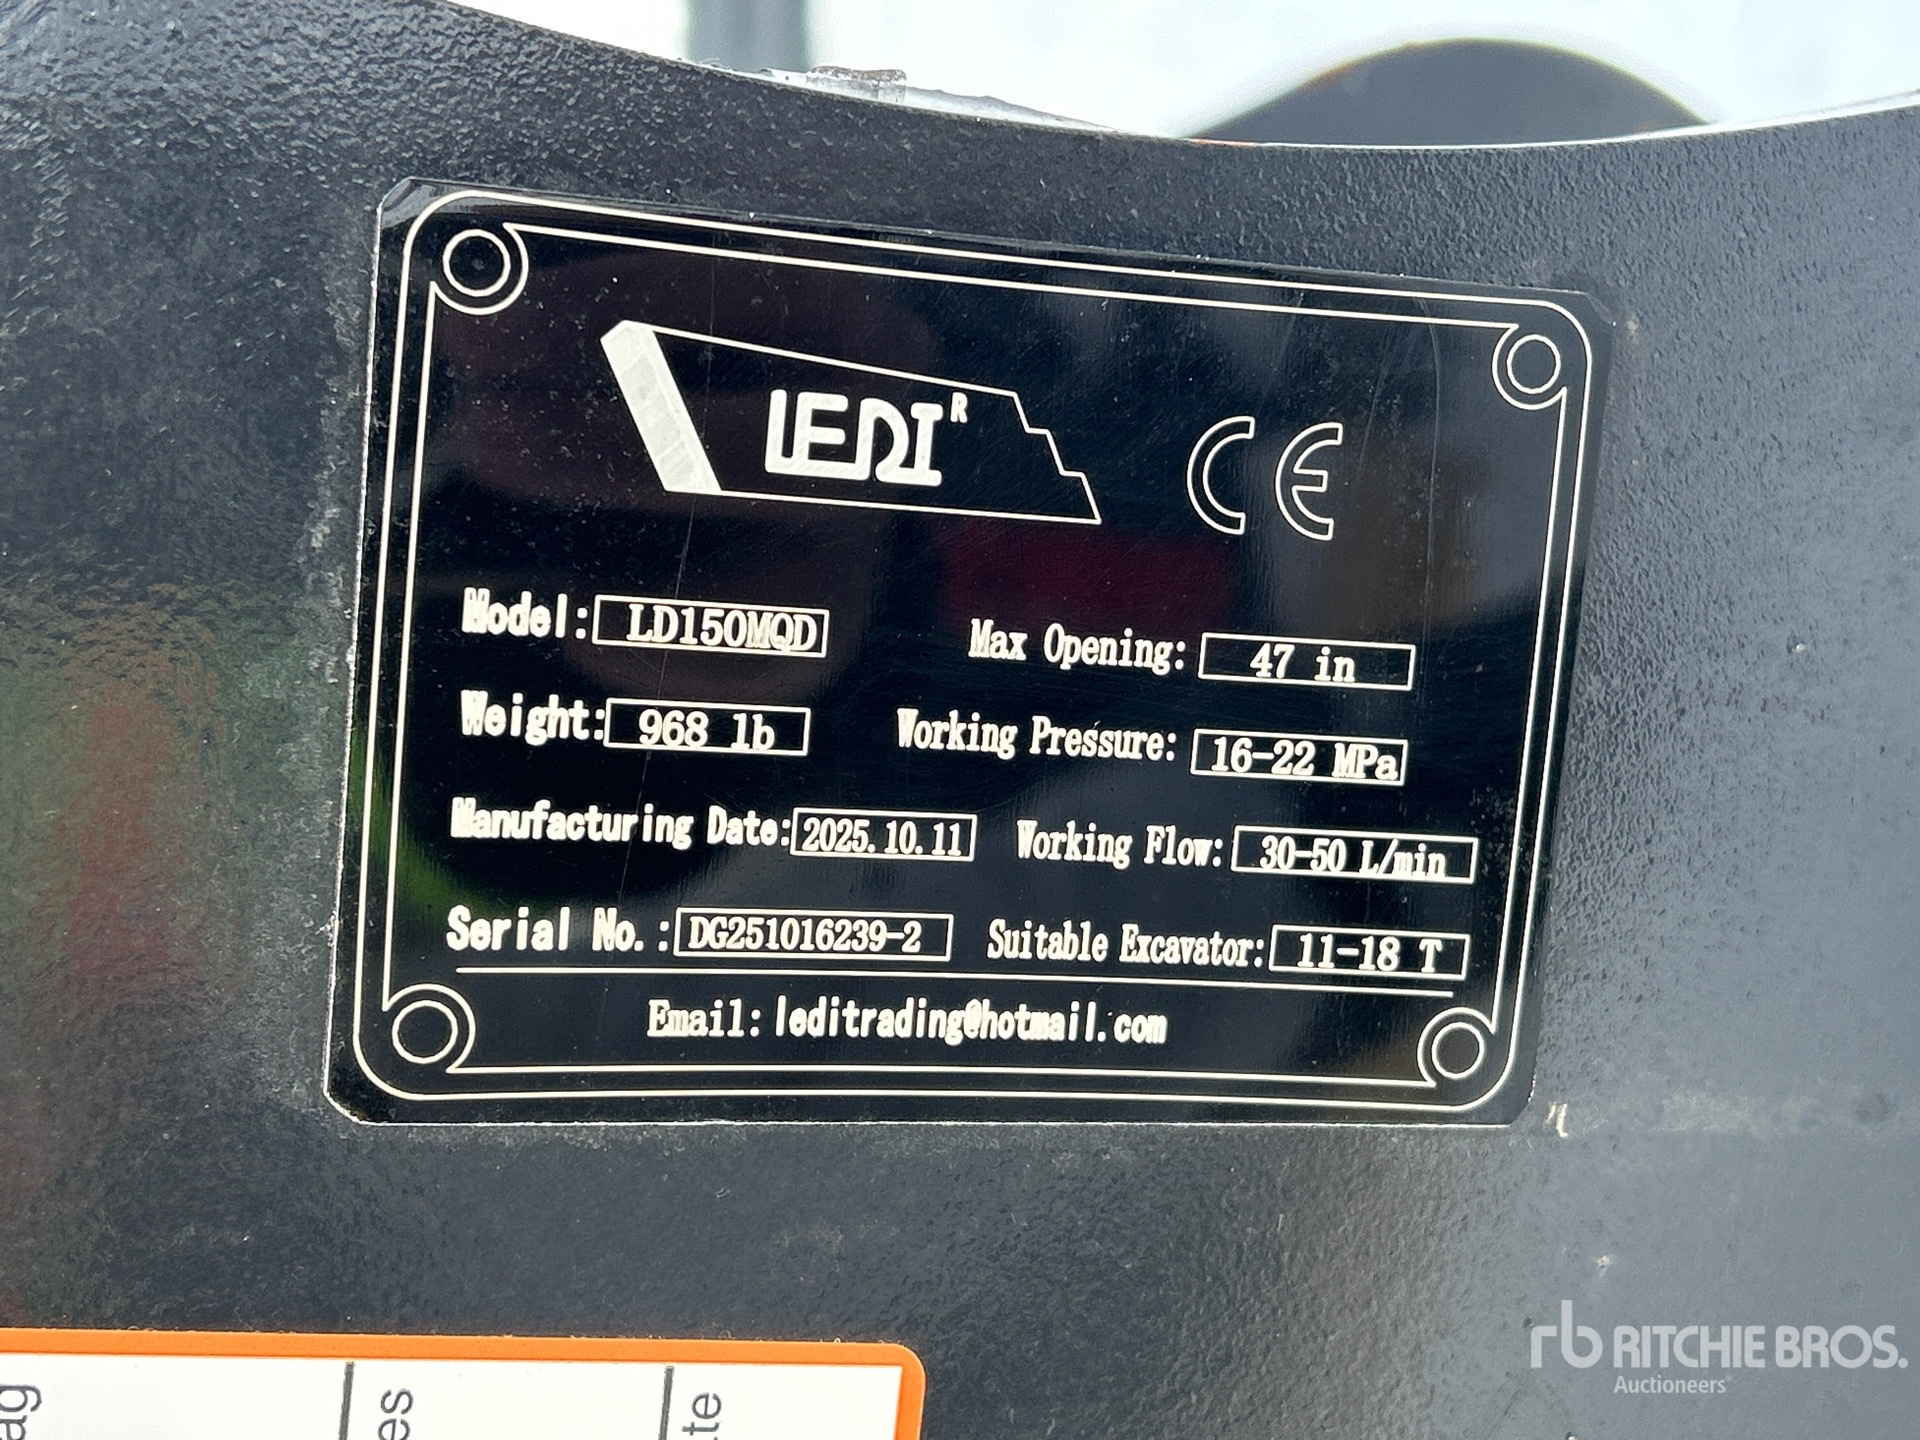 LEDI R CE
Model: LD150MQD
Max Opening: 47 in
Weight: 968 lb
Working Pressure: 16-22 MPa
Manufacturing Date: 2025.10.11
Working Flow: 30-50 L/min
Serial No.: DG251016239-2
Suitable Excavator: 11-18 T
Email: leditrading@hotmail.com
rb RITCHIE BROS.
Auctioneers